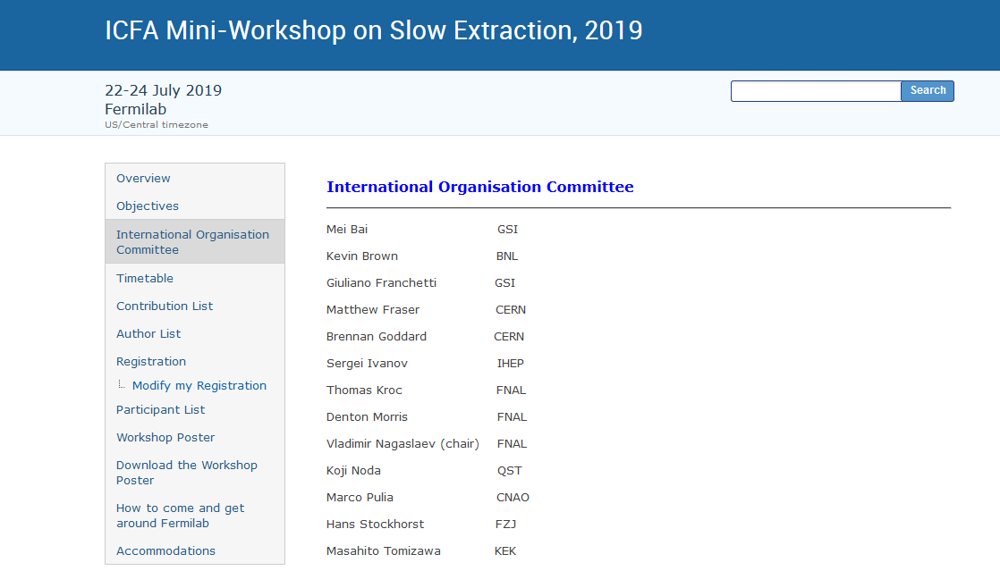 ICFA Mini-Workshop on Slow Extraction, 2019
22-24 July 2019
Fermilab
US/Central timezone
Search
Overview
Objectives
International Organisation
Committee
Timetable
Contribution List
Author List
Registration
Modify my Registration
Participant List
Workshop Poster
Download the Workshop
Poster
How to come and get
around Fermilab
Accommodations
International Organisation Committee
Mei Bai GSI
Kevin Brown BNL
Giuliano Franchetti GSI
Matthew Fraser CERN
Brennan Goddard CERN
Sergei Ivanov IHEP
Thomas Kroc FNAL
Denton Morris FNAL
Vladimir Nagaslaev (chair) FNAL
Koji Noda QST
Marco Pulia CNAO
Hans Stockhorst FZJ
Masahito Tomizawa KEK